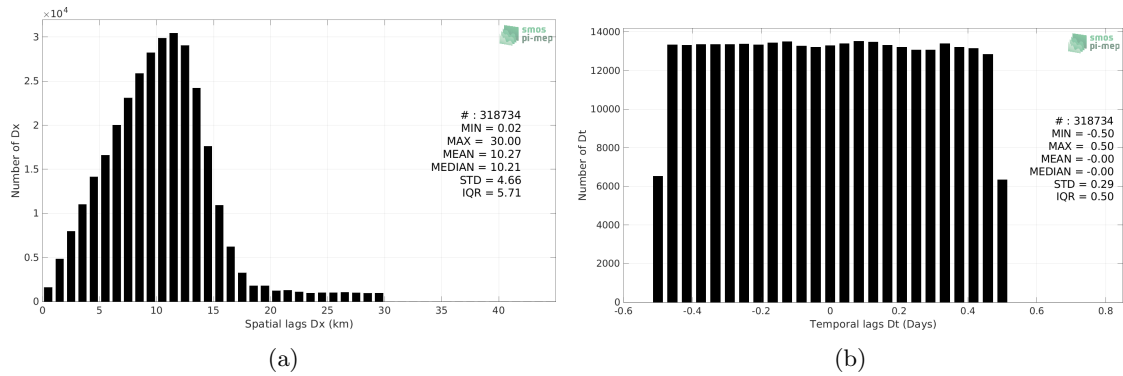 ×10⁴
3
2.5
2
1.5
1
0.5
0
0 5 10 15 20 25 30 35 40
Number of Dx
Spatial lags Dx (km)
smos
pi-mep
# : 318734
MIN = 0.02
MAX = 30.00
MEAN = 10.27
MEDIAN = 10.21
STD = 4.66
IQR = 5.71
(a)
14000
12000
10000
8000
6000
4000
2000
0
-0.6 -0.4 -0.2 0 0.2 0.4 0.6 0.8
Number of Dt
Temporal lags Dt (Days)
smos
pi-mep
# : 318734
MIN = -0.50
MAX = 0.50
MEAN = -0.00
MEDIAN = -0.00
STD = 0.29
IQR = 0.50
(b)